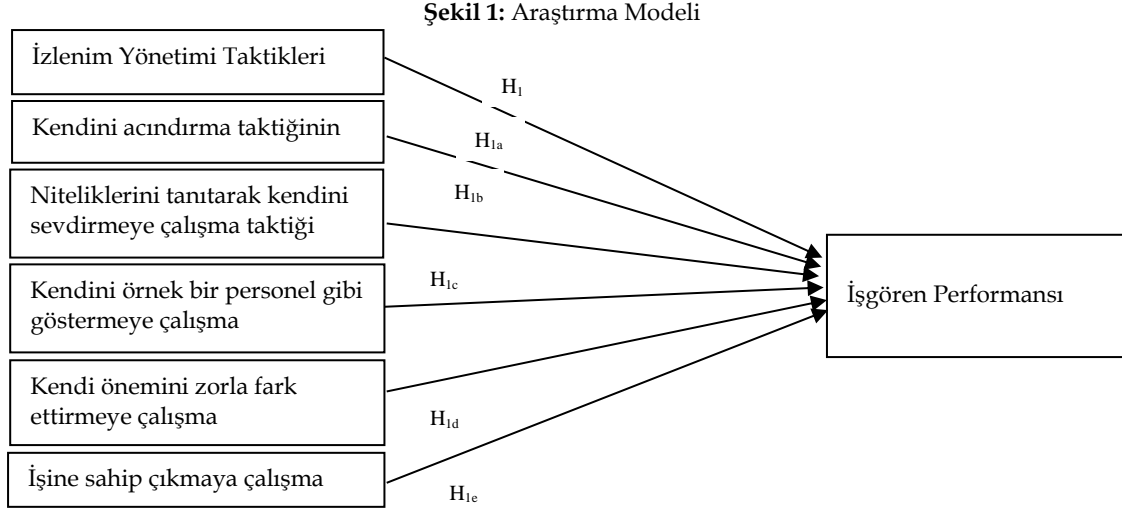 Şekil 1: Araştırma Modeli
İzlenim Yönetimi Taktikleri
H1
Kendini acındırma taktiğinin
H1a
Niteliklerini tanıtarak kendini
sevdirmeye çalışma taktiği
H1b
Kendini örnek bir personel gibi
göstermeye çalışma
H1c
İşgören Performansı
Kendi önemini zorla fark
ettirmeye çalışma
H1d
İşine sahip çıkmaya çalışma
H1e